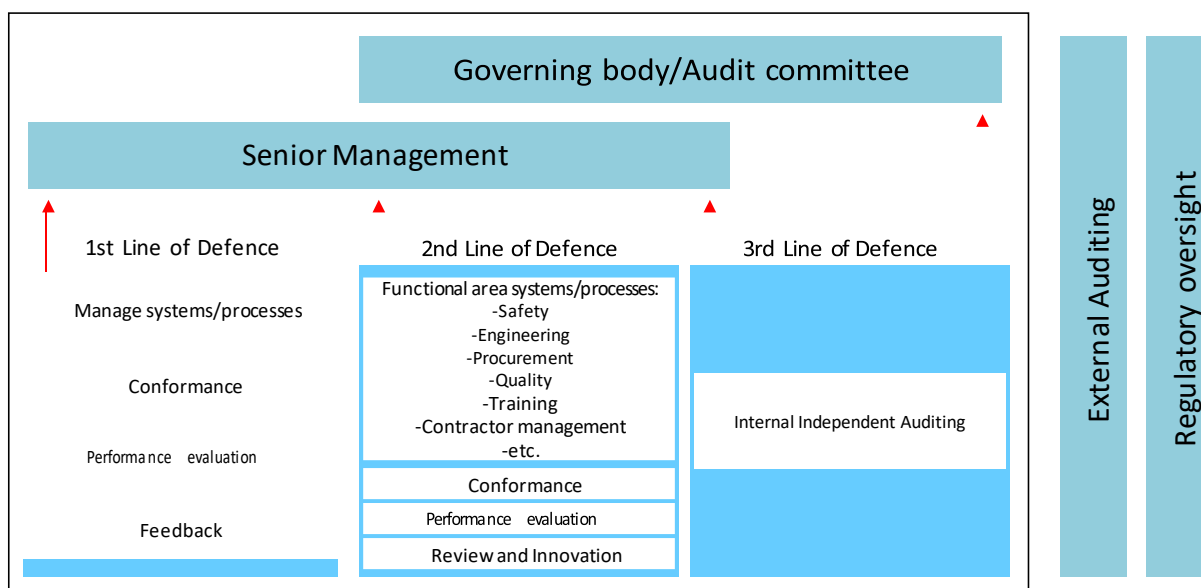 Governing body/Audit committee
Senior Management
1st Line of Defence
Manage systems/processes
Conformance
Performance evaluation
Feedback
2nd Line of Defence
Functional area systems/processes:
-Safety
-Engineering
-Procurement
-Quality
-Training
-Contractor management
-etc.
Conformance
Performance evaluation
Review and Innovation
3rd Line of Defence
Internal Independent Auditing
External Auditing
Regulatory oversight